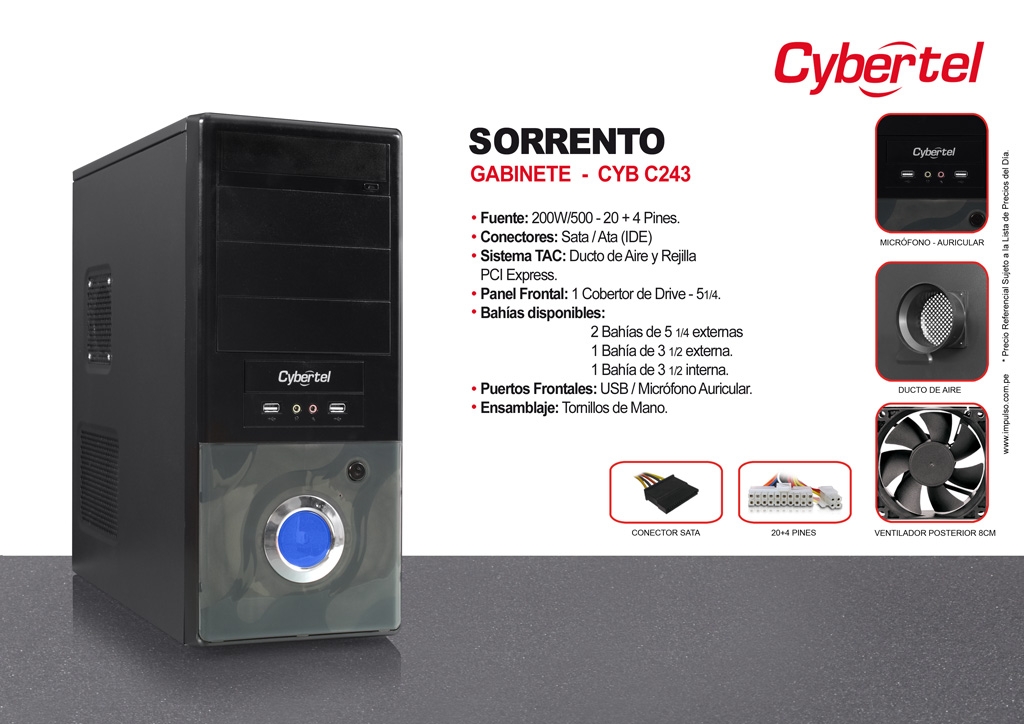 Cybertel
SORRENTO
GABINETE - CYB C243
• Fuente: 200W/500 - 20 + 4 Pines.
• Conectores: Sata / Ata (IDE)
• Sistema TAC: Ducto de Aire y Rejilla
PCI Express.
• Panel Frontal: 1 Cobertor de Drive - 51/4.
• Bahías disponibles:
2 Bahías de 5 1/4 externas
1 Bahía de 3 1/2 externa.
1 Bahía de 3 1/2 interna.
• Puertos Frontales: USB / Micrófono Auricular.
• Ensamblaje: Tornillos de Mano.
Cybertel
Cybertel
MICRÓFONO - AURICULAR
DUCTO DE AIRE
CONECTOR SATA
20+4 PINES
VENTILADOR POSTERIOR 8CM
www.impulso.com.pe * Precio Referencial Sujeto a la Lista de Precios del Día.